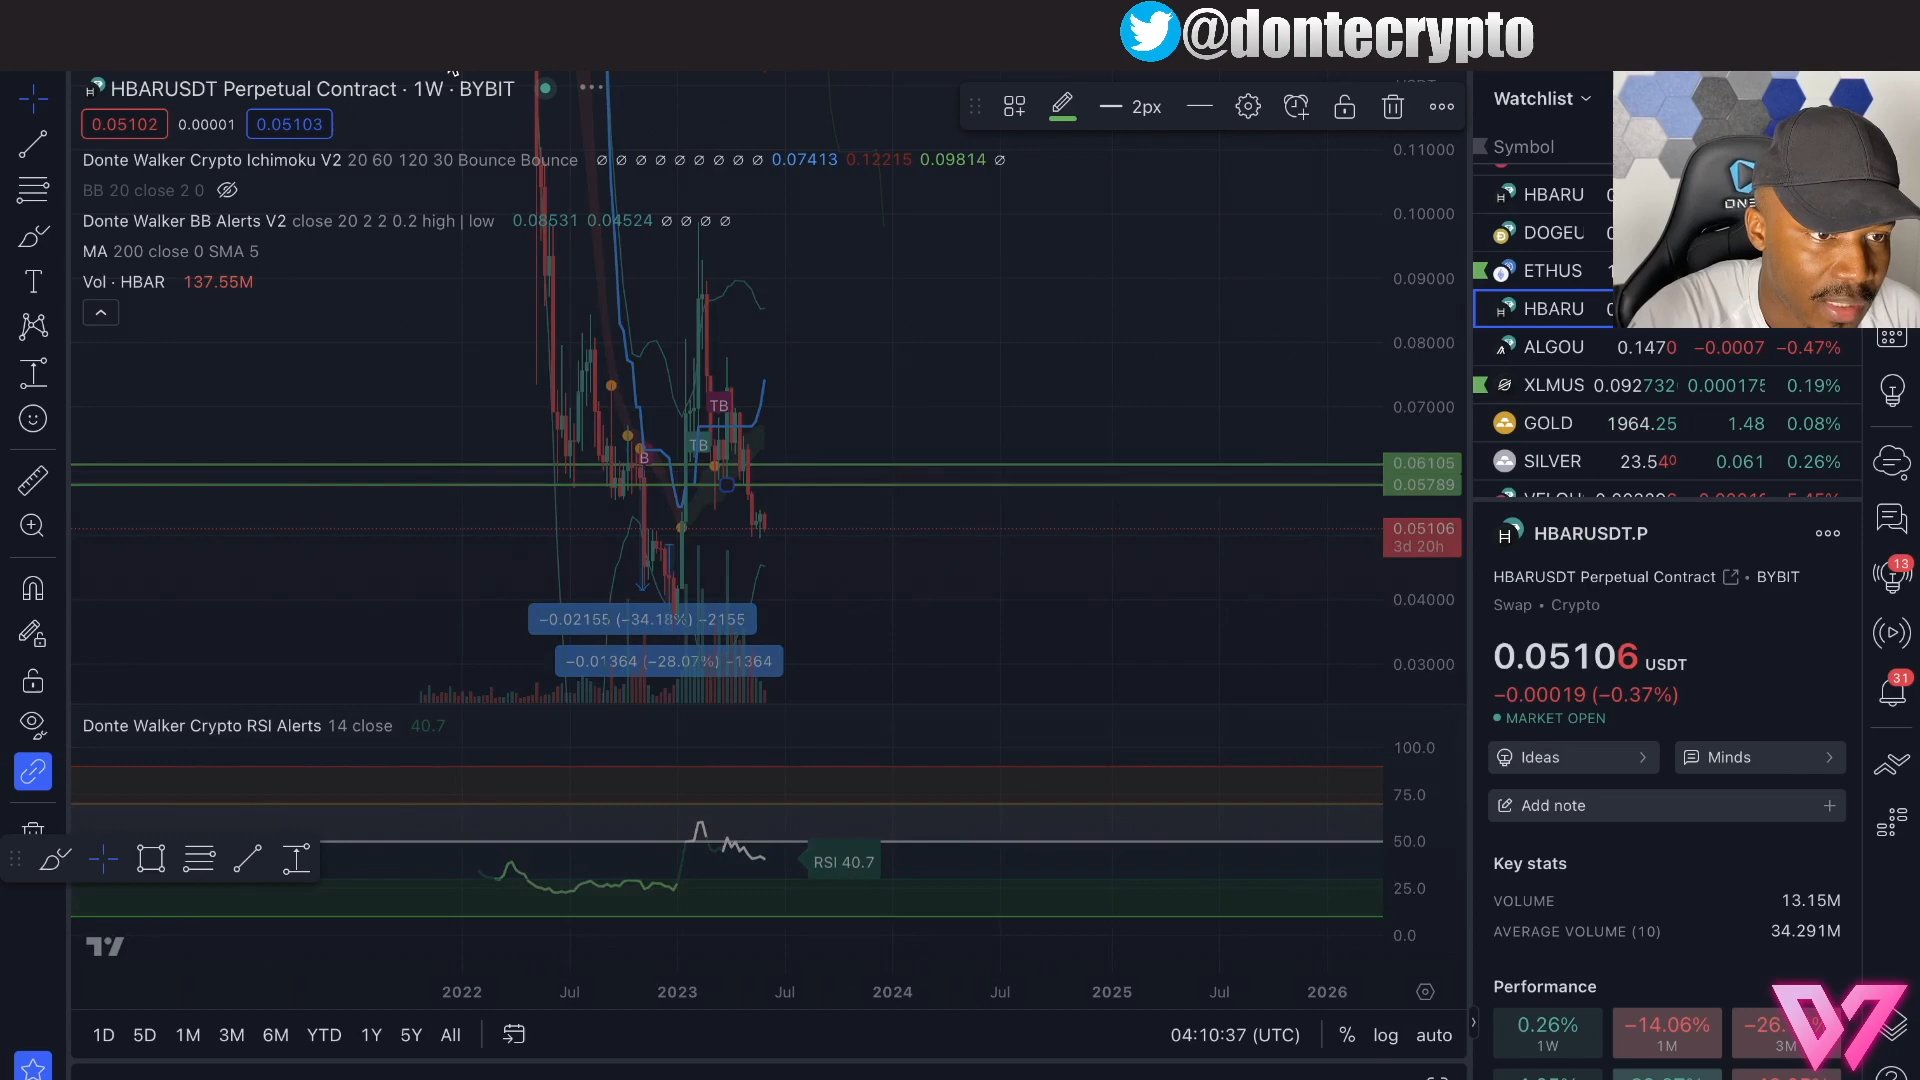 @dontecrypto
HBARUSDT Perpetual Contract · 1W · BYBIT
0.05102 0.00001 0.05103
2px
Donte Walker Crypto Ichimoku V2 20 60 120 30 Bounce Bounce ∅ ∅ ∅ ∅ ∅ ∅ ∅ ∅ ∅ 0.07413 0.12215 0.09814 ∅
BB 20 close 2 0
Donte Walker BB Alerts V2 close 20 2 2 0.2 high | low 0.08531 0.04524 ∅ ∅ ∅ ∅
MA 200 close 0 SMA 5
Vol · HBAR 137.55M
0.11000
0.10000
0.09000
0.08000
0.07000
0.06105
0.05789
0.05106
3d 20h
0.04000
0.03000
TB
TB
B
−0.02155 (−34.18%) −2155
−0.01364 (−28.07%) −1364
Donte Walker Crypto RSI Alerts 14 close 40.7
100.0
75.0
50.0
25.0
0.0
RSI 40.7
2022 Jul 2023 Jul 2024 Jul 2025 Jul 2026
1D 5D 1M 3M 6M YTD 1Y 5Y All
04:10:37 (UTC) % log auto
Watchlist
Symbol
HBARU
DOGEU
ETHUS
HBARU
ALGOU 0.1470 −0.0007 −0.47%
XLMUS 0.092732 0.000175 0.19%
GOLD 1964.25 1.48 0.08%
SILVER 23.540 0.061 0.26%
HBARUSDT.P
HBARUSDT Perpetual Contract • BYBIT
Swap • Crypto
0.05106 USDT
−0.00019 (−0.37%)
MARKET OPEN
Ideas
Minds
Add note
Key stats
VOLUME 13.15M
AVERAGE VOLUME (10) 34.291M
Performance
0.26%
1W
−14.06%
1M
3M
13
31